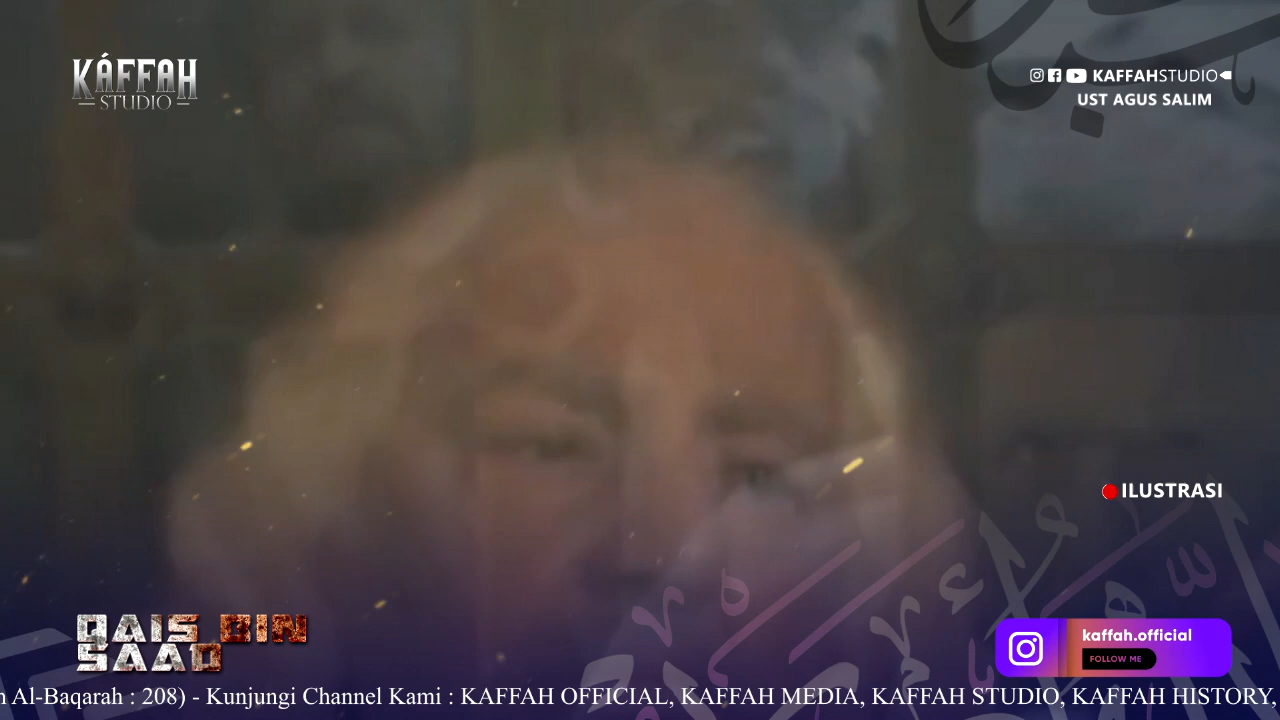 KÁFFAH
STUDIO
KAFFAHSTUDIO
UST AGUS SALIM
ILUSTRASI
QAIS BIN
SAAD
kaffah.official
FOLLOW ME
Al-Baqarah : 208) - Kunjungi Channel Kami : KAFFAH OFFICIAL, KAFFAH MEDIA, KAFFAH STUDIO, KAFFAH HISTORY,